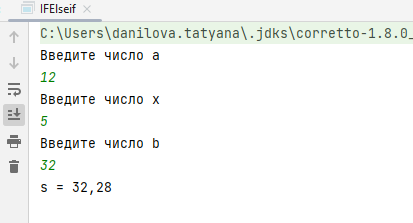 IFElseif
C:\Users\danilova.tatyana\.jdks\corretto-1.8.0_
Введите число a
12
Введите число x
5
Введите число b
32
s = 32,28